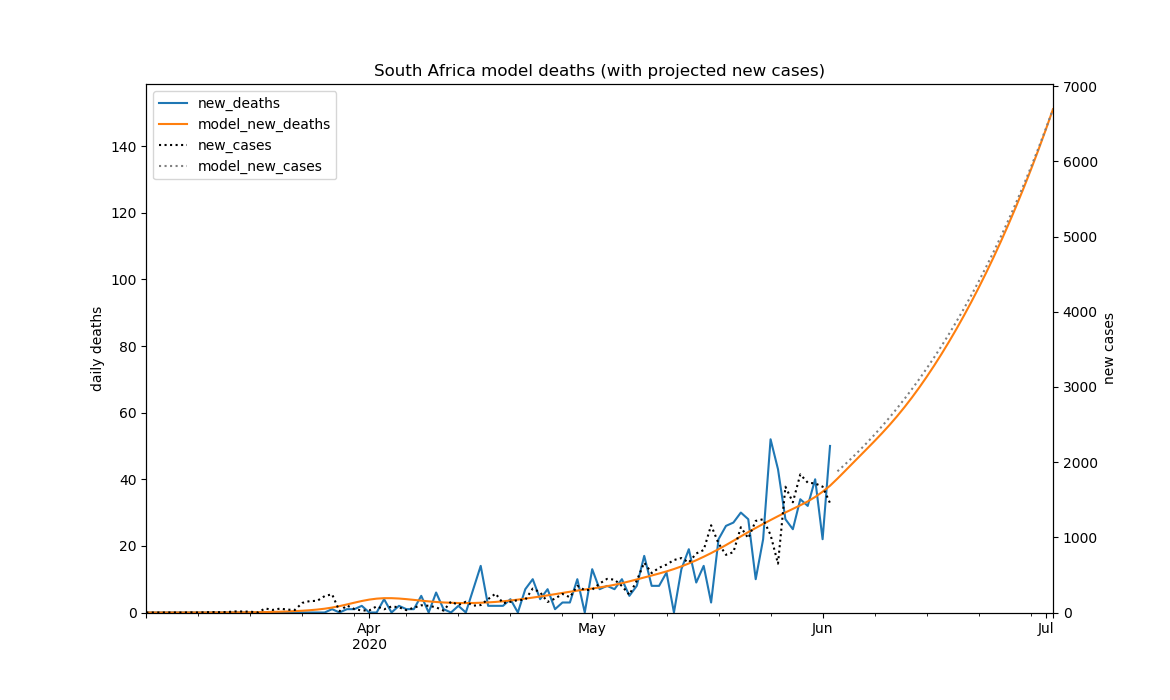 South Africa model deaths (with projected new cases)
new_deaths
model_new_deaths
new_cases
model_new_cases
daily deaths
140
120
100
80
60
40
20
0
7000
6000
5000
4000
3000
2000
1000
0
new cases
Apr
2020
May
Jun
Jul